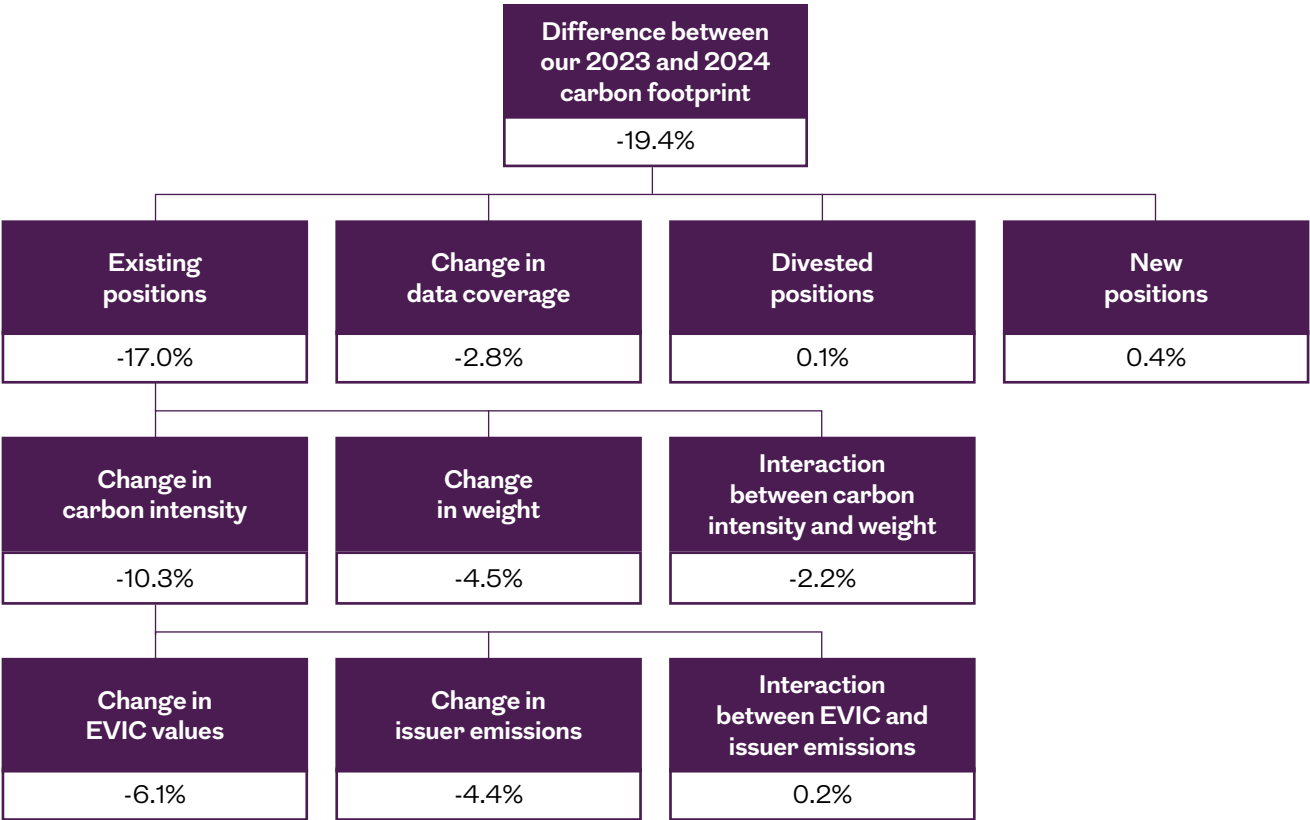 Difference between
our 2023 and 2024
carbon footprint
-19.4%
Existing
positions
-17.0%
Change in
data coverage
-2.8%
Divested
positions
0.1%
New
positions
0.4%
Change in
carbon intensity
-10.3%
Change
in weight
-4.5%
Interaction
between carbon
intensity and weight
-2.2%
Change in
EVIC values
-6.1%
Change in
issuer emissions
-4.4%
Interaction
between EVIC and
issuer emissions
0.2%